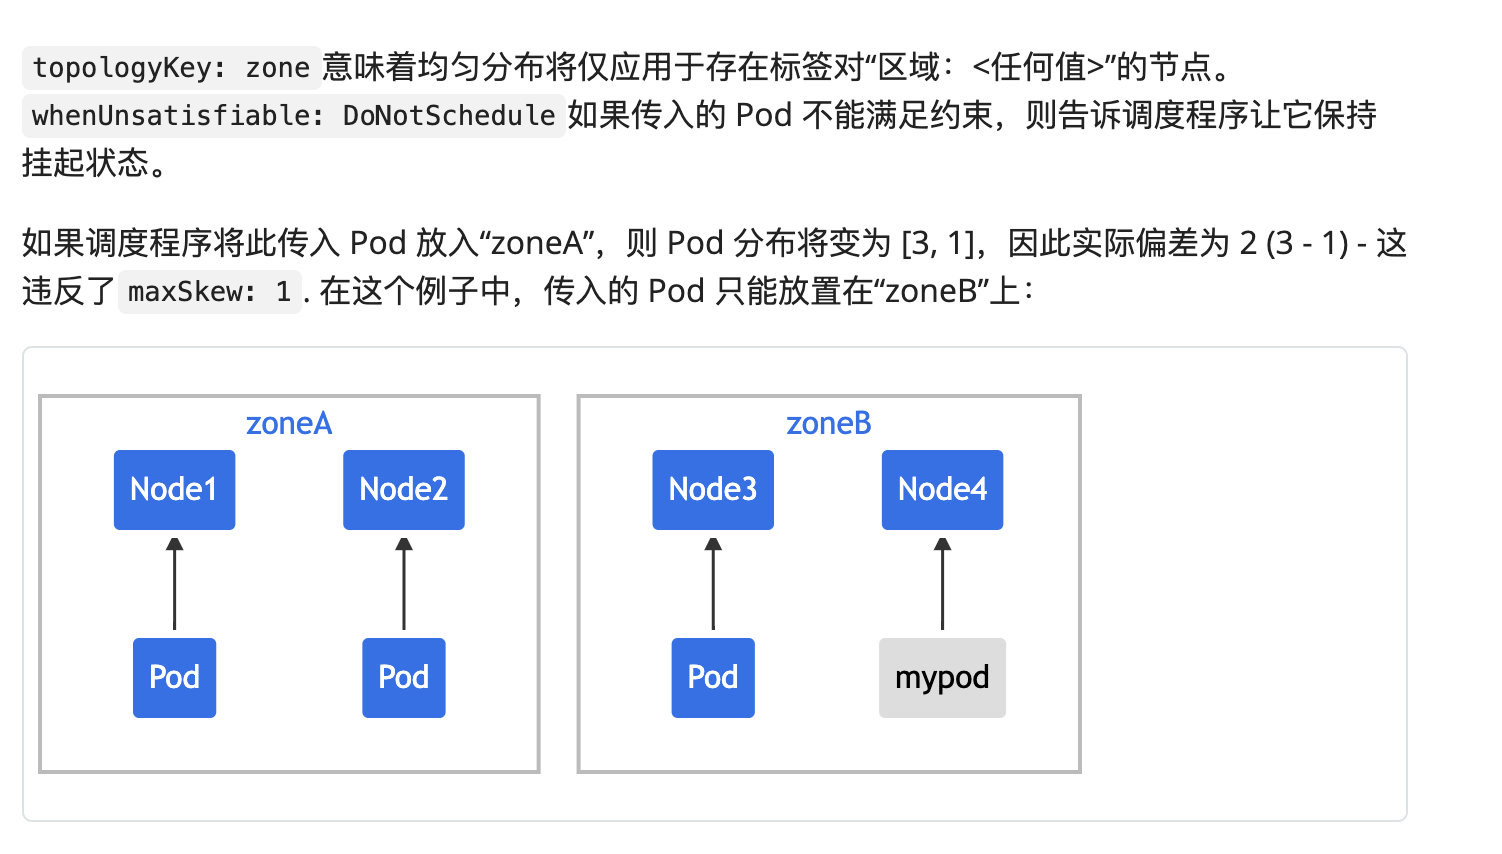 topologyKey: zone 意味着均匀分布将仅应用于存在标签对“区域：<任何值>”的节点。
whenUnsatisfiable: DoNotSchedule 如果传入的 Pod 不能满足约束，则告诉调度程序让它保持
挂起状态。
如果调度程序将此传入 Pod 放入“zoneA”，则 Pod 分布将变为 [3, 1]，因此实际偏差为 2 (3 - 1) - 这
违反了 maxSkew: 1 . 在这个例子中，传入的 Pod 只能放置在“zoneB”上：
zoneA zoneB
Node1 Node2 Node3 Node4
Pod Pod Pod mypod